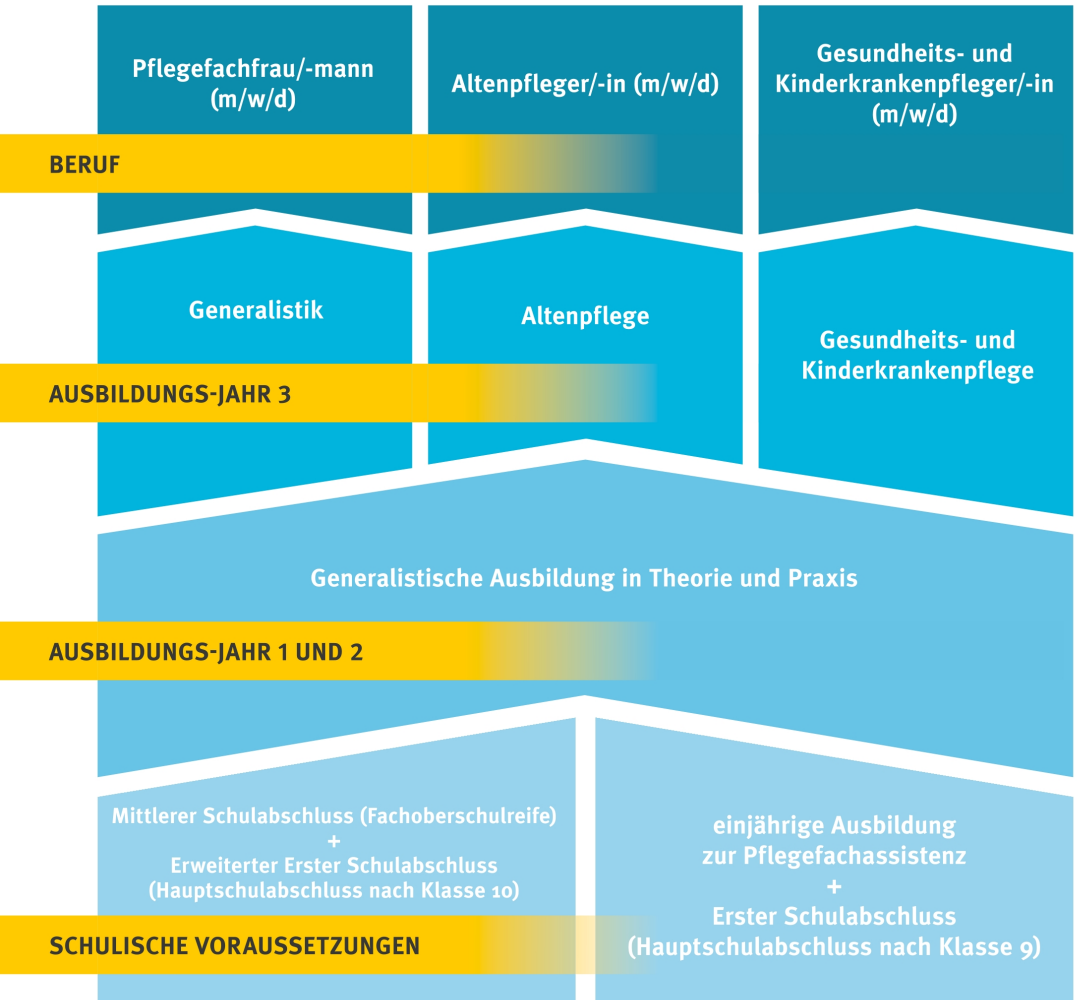 Pflegefachfrau/-mann
(m/w/d)
Altenpfleger/-in (m/w/d)
Gesundheits- und
Kinderkrankenpfleger/-in
(m/w/d)
BERUF
Generalistik
Altenpflege
Gesundheits- und
Kinderkrankenpflege
AUSBILDUNGS-JAHR 3
Generalistische Ausbildung in Theorie und Praxis
AUSBILDUNGS-JAHR 1 UND 2
Mittlerer Schulabschluss (Fachoberschulreife)
+
Erweiterter Erster Schulabschluss
(Hauptschulabschluss nach Klasse 10)
einjährige Ausbildung
zur Pflegefachassistenz
+
Erster Schulabschluss
(Hauptschulabschluss nach Klasse 9)
SCHULISCHE VORAUSSETZUNGEN